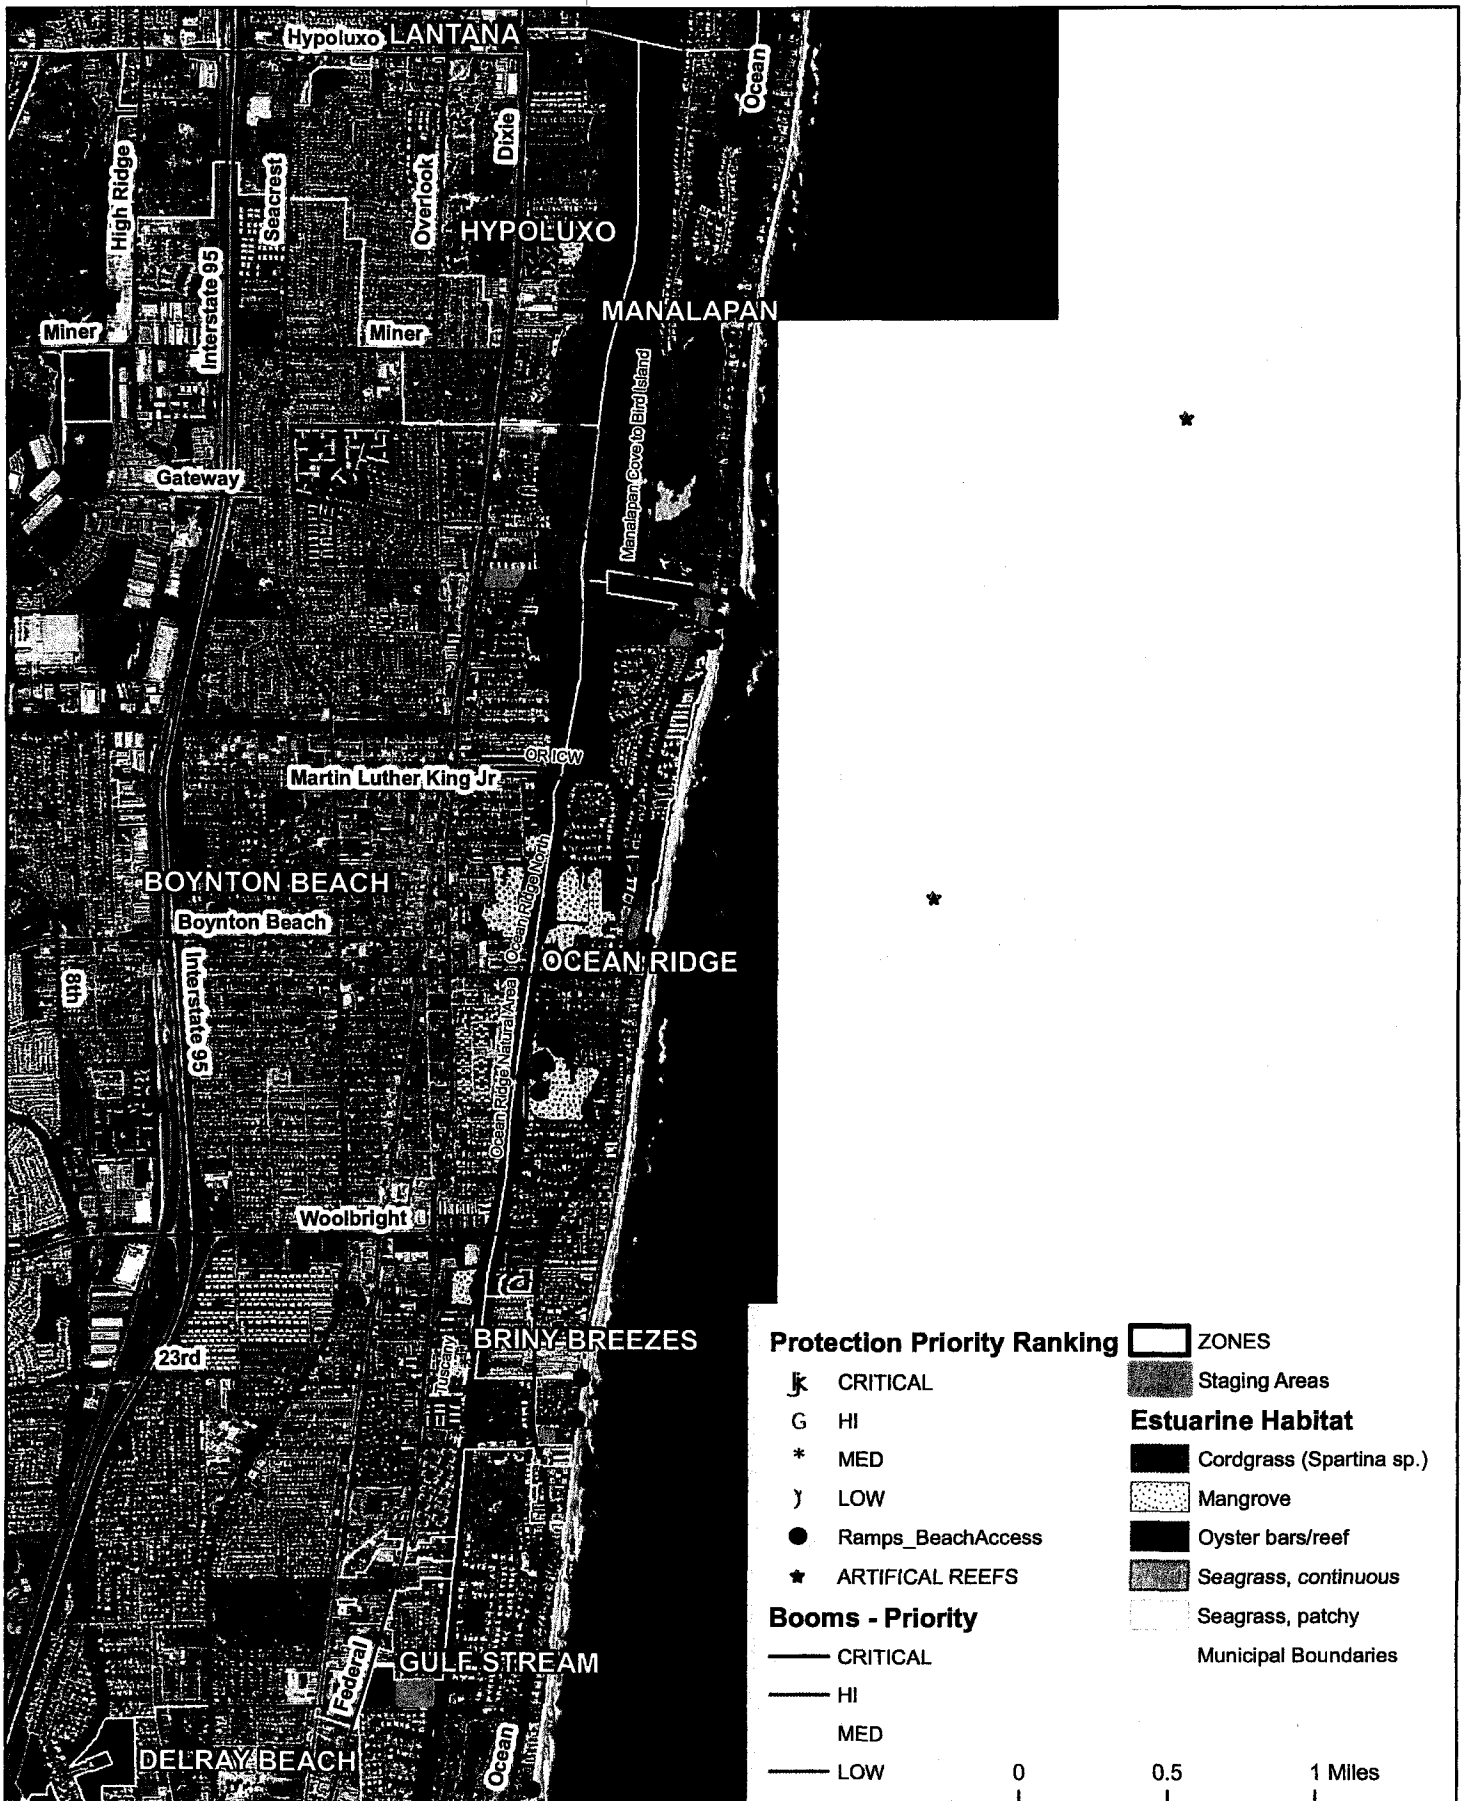 Hypoluxo LANTANA
Ocean
Dixie
High Ridge
Seacrest
Overlook
HYPOLUXO
Interstate 95
MANALAPAN
Miner
Miner
Manalapan Cove to Bird Island
Gateway
OR ICW
Martin Luther King Jr
Ocean Ridge North
BOYNTON BEACH
Boynton Beach
OCEAN RIDGE
8th
Interstate 95
Ocean Ridge Natural Area
Woolbright
BRINY BREEZES
Tuscany
23rd
GULF STREAM
Federal
Ocean
DELRAY BEACH
Protection Priority Ranking
CRITICAL
G HI
* MED
LOW
Ramps_BeachAccess
ARTIFICAL REEFS
Booms - Priority
CRITICAL
HI
MED
LOW
ZONES
Staging Areas
Estuarine Habitat
Cordgrass (Spartina sp.)
Mangrove
Oyster bars/reef
Seagrass, continuous
Seagrass, patchy
Municipal Boundaries
0 0.5 1 Miles